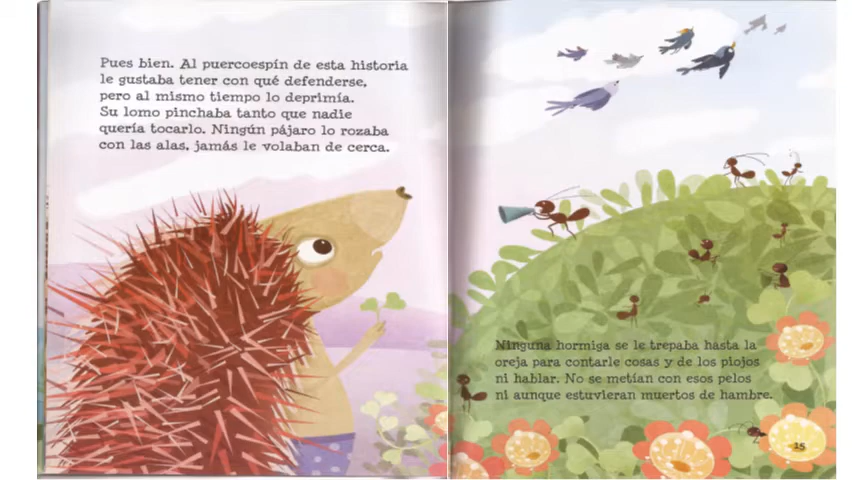 Pues bien. Al puercoespín de esta historia
le gustaba tener con qué defenderse,
pero al mismo tiempo lo deprimía.
Su lomo pinchaba tanto que nadie
quería tocarlo. Ningún pájaro lo rozaba
con las alas, jamás le volaban de cerca.
Ninguna hormiga se le trepaba hasta la
oreja para contarle cosas y de los piojos
ni hablar. No se metían con esos pelos
ni aunque estuvieran muertos de hambre.
15